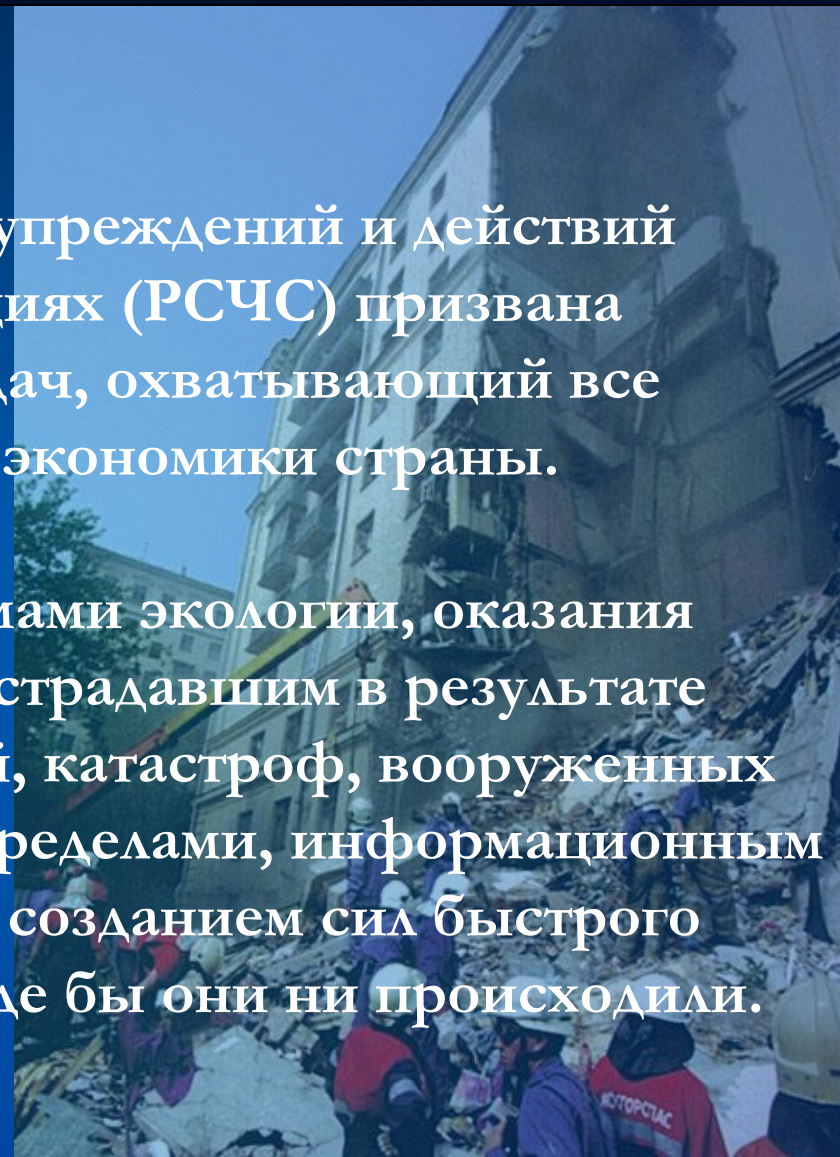 упреждений и действий
циях (РСЧС) призвана
дач, охватывающий все
экономики страны.
мами экологии, оказания
страдавшим в результате
й, катастроф, вооруженных
ределами, информационным
созданием сил быстрого
де бы они ни происходили.